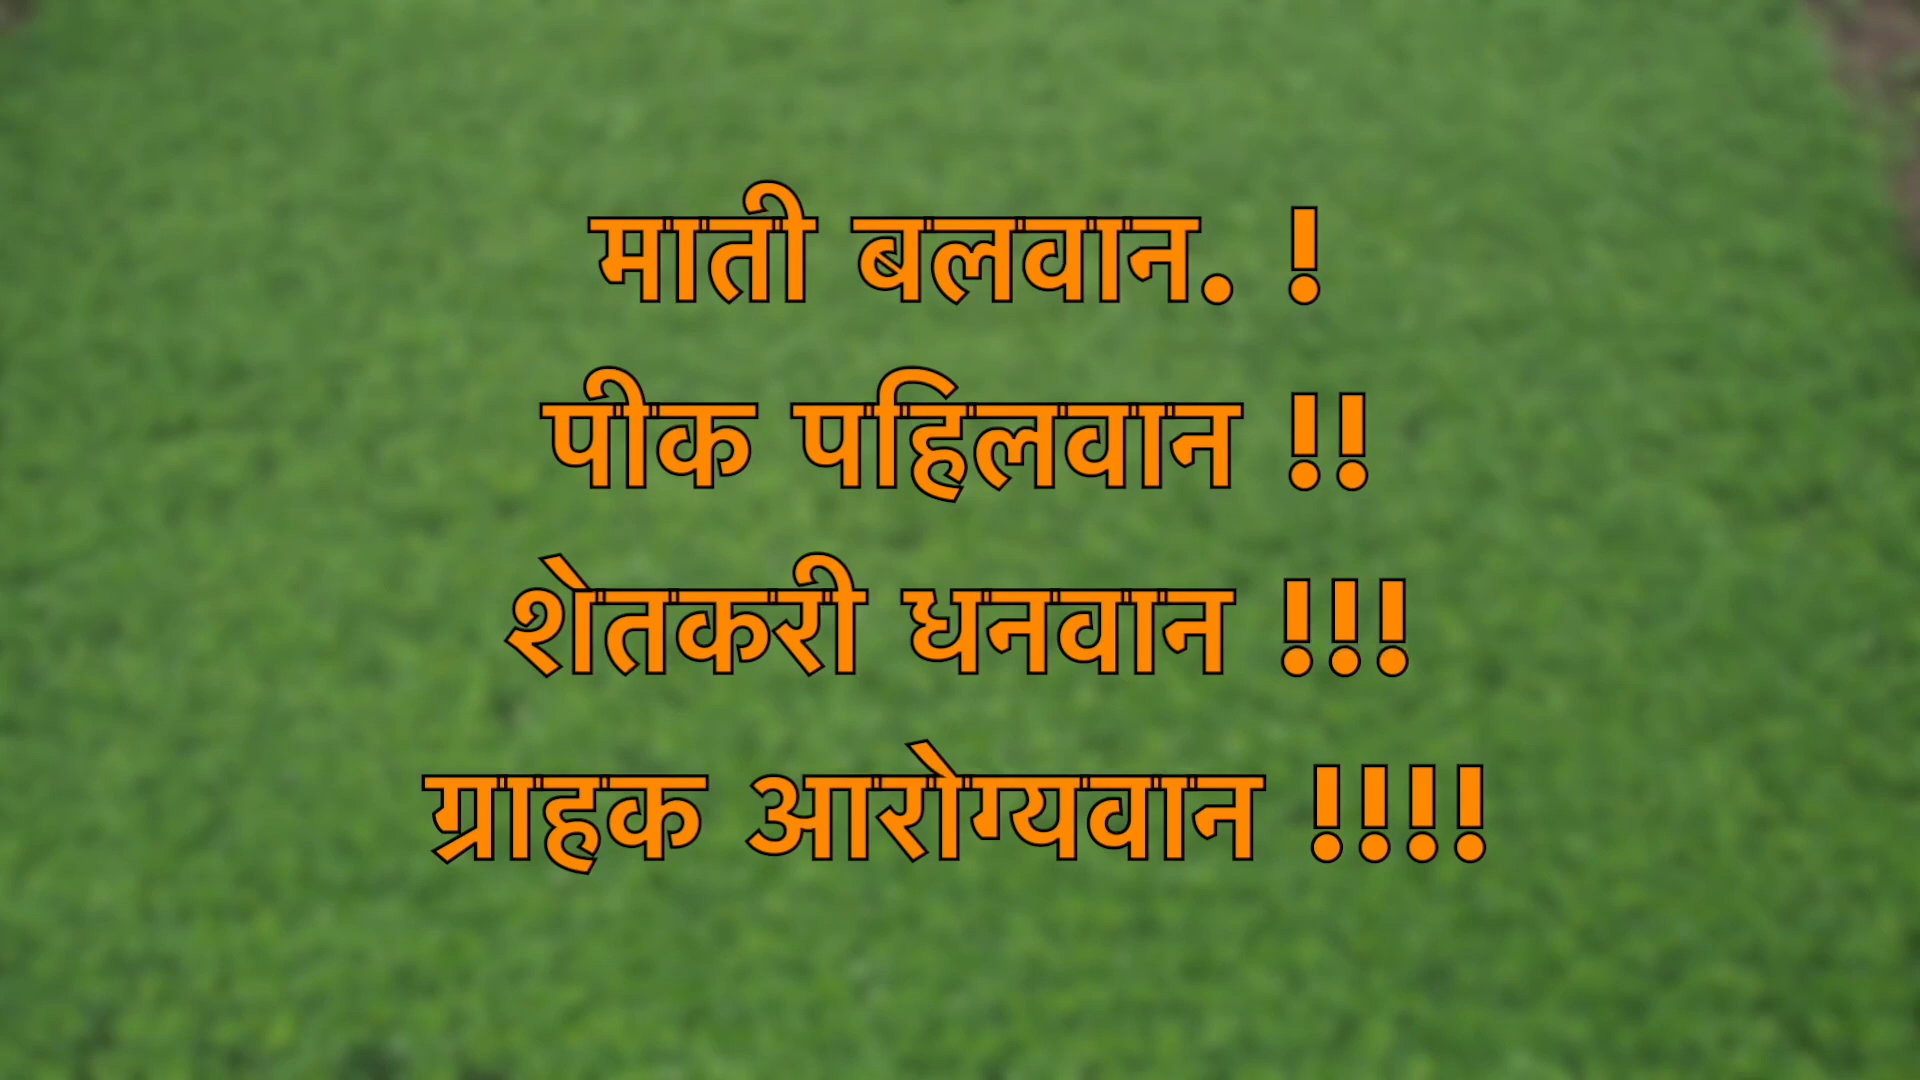 माती बलवान. !
पीक पहिलवान !!
शेतकरी धनवान !!!
ग्राहक आरोग्यवान !!!!